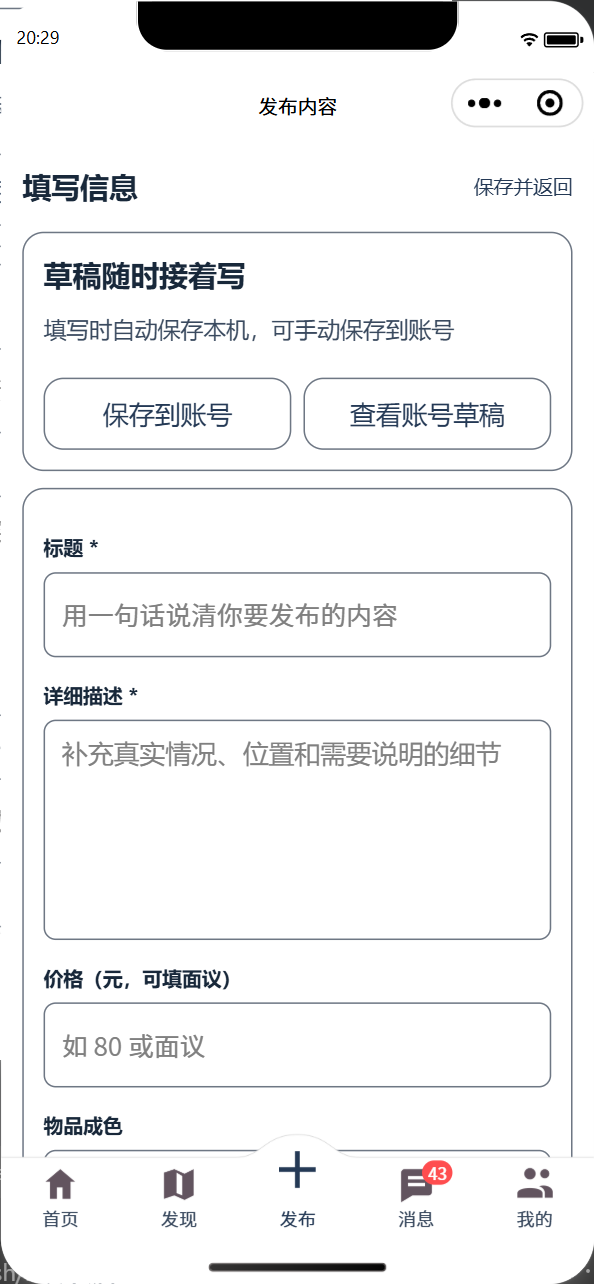 20:29
发布内容
填写信息
保存并返回
草稿随时接着写
填写时自动保存本机，可手动保存到账号
保存到账号
查看账号草稿
标题 *
用一句话说清你要发布的内容
详细描述 *
补充真实情况、位置和需要说明的细节
价格（元，可填面议）
如 80 或面议
物品成色
43
首页
发现
发布
消息
我的